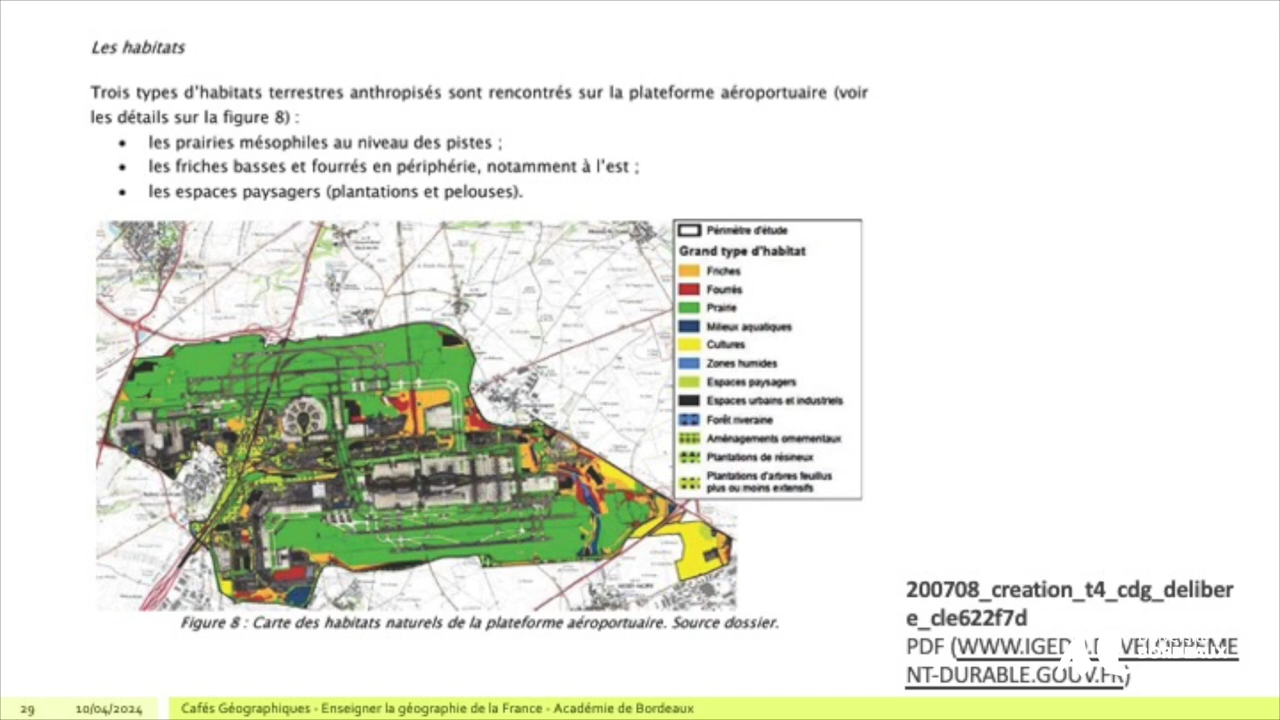 Les habitats
Trois types d'habitats terrestres anthropisés sont rencontrés sur la plateforme aéroportuaire (voir
les détails sur la figure 8) :
• les prairies mésophiles au niveau des pistes ;
• les friches basses et fourrés en périphérie, notamment à l'est ;
• les espaces paysagers (plantations et pelouses).
Périmètre d'étude
Grand type d'habitat
Friches
Fourrés
Prairie
Milieux aquatiques
Cultures
Zones humides
Espaces paysagers
Espaces urbains et industriels
Forêt riveraine
Aménagements ornementaux
Plantations de résineux
Plantations d'arbres feuillus
plus ou moins extensifs
Figure 8 : Carte des habitats naturels de la plateforme aéroportuaire. Source dossier.
200708_creation_t4_cdg_deliber
e_cle622f7d
PDF (WWW.IGEDD.DEVELOPPEME
NT-DURABLE.GOUV.FR)
29 10/04/2024 Cafés Géographiques - Enseigner la géographie de la France - Académie de Bordeaux